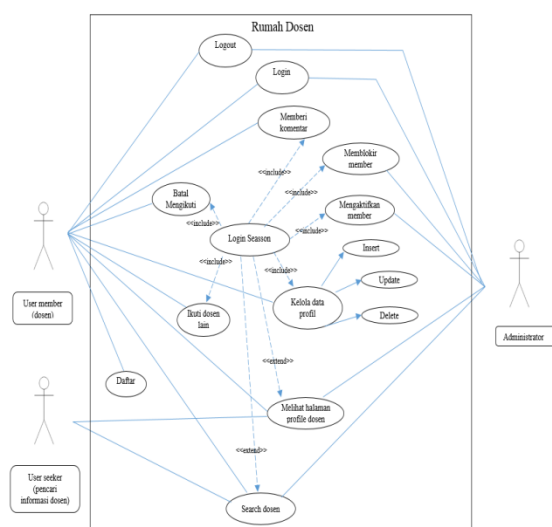 Rumah Dosen
Logout
Login
Memberi
komentar
<<include>>
Memblokir
member
<<include>>
Batal
Mengikuti
<<include>>
Mengaktifkan
member
<<include>>
Login Seasson
Insert
<<include>>
<<include>>
Update
Kelola data
profil
Delete
Ikuti dosen
lain
User member
(dosen)
Administrator
<<extend>>
Daftar
Melihat halaman
profile dosen
<<extend>>
User seeker
(pencari
informasi dosen)
Search dosen